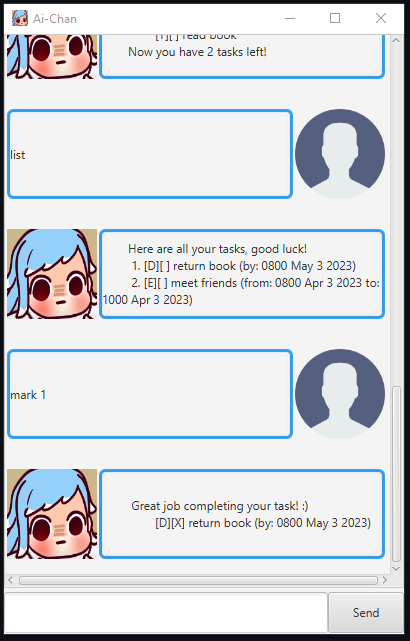 Ai-Chan
[T][ ] read book
Now you have 2 tasks left!
list
Here are all your tasks, good luck!
1. [D][ ] return book (by: 0800 May 3 2023)
2. [E][ ] meet friends (from: 0800 Apr 3 2023 to:
1000 Apr 3 2023)
mark 1
Great job completing your task! :)
[D][X] return book (by: 0800 May 3 2023)
Send